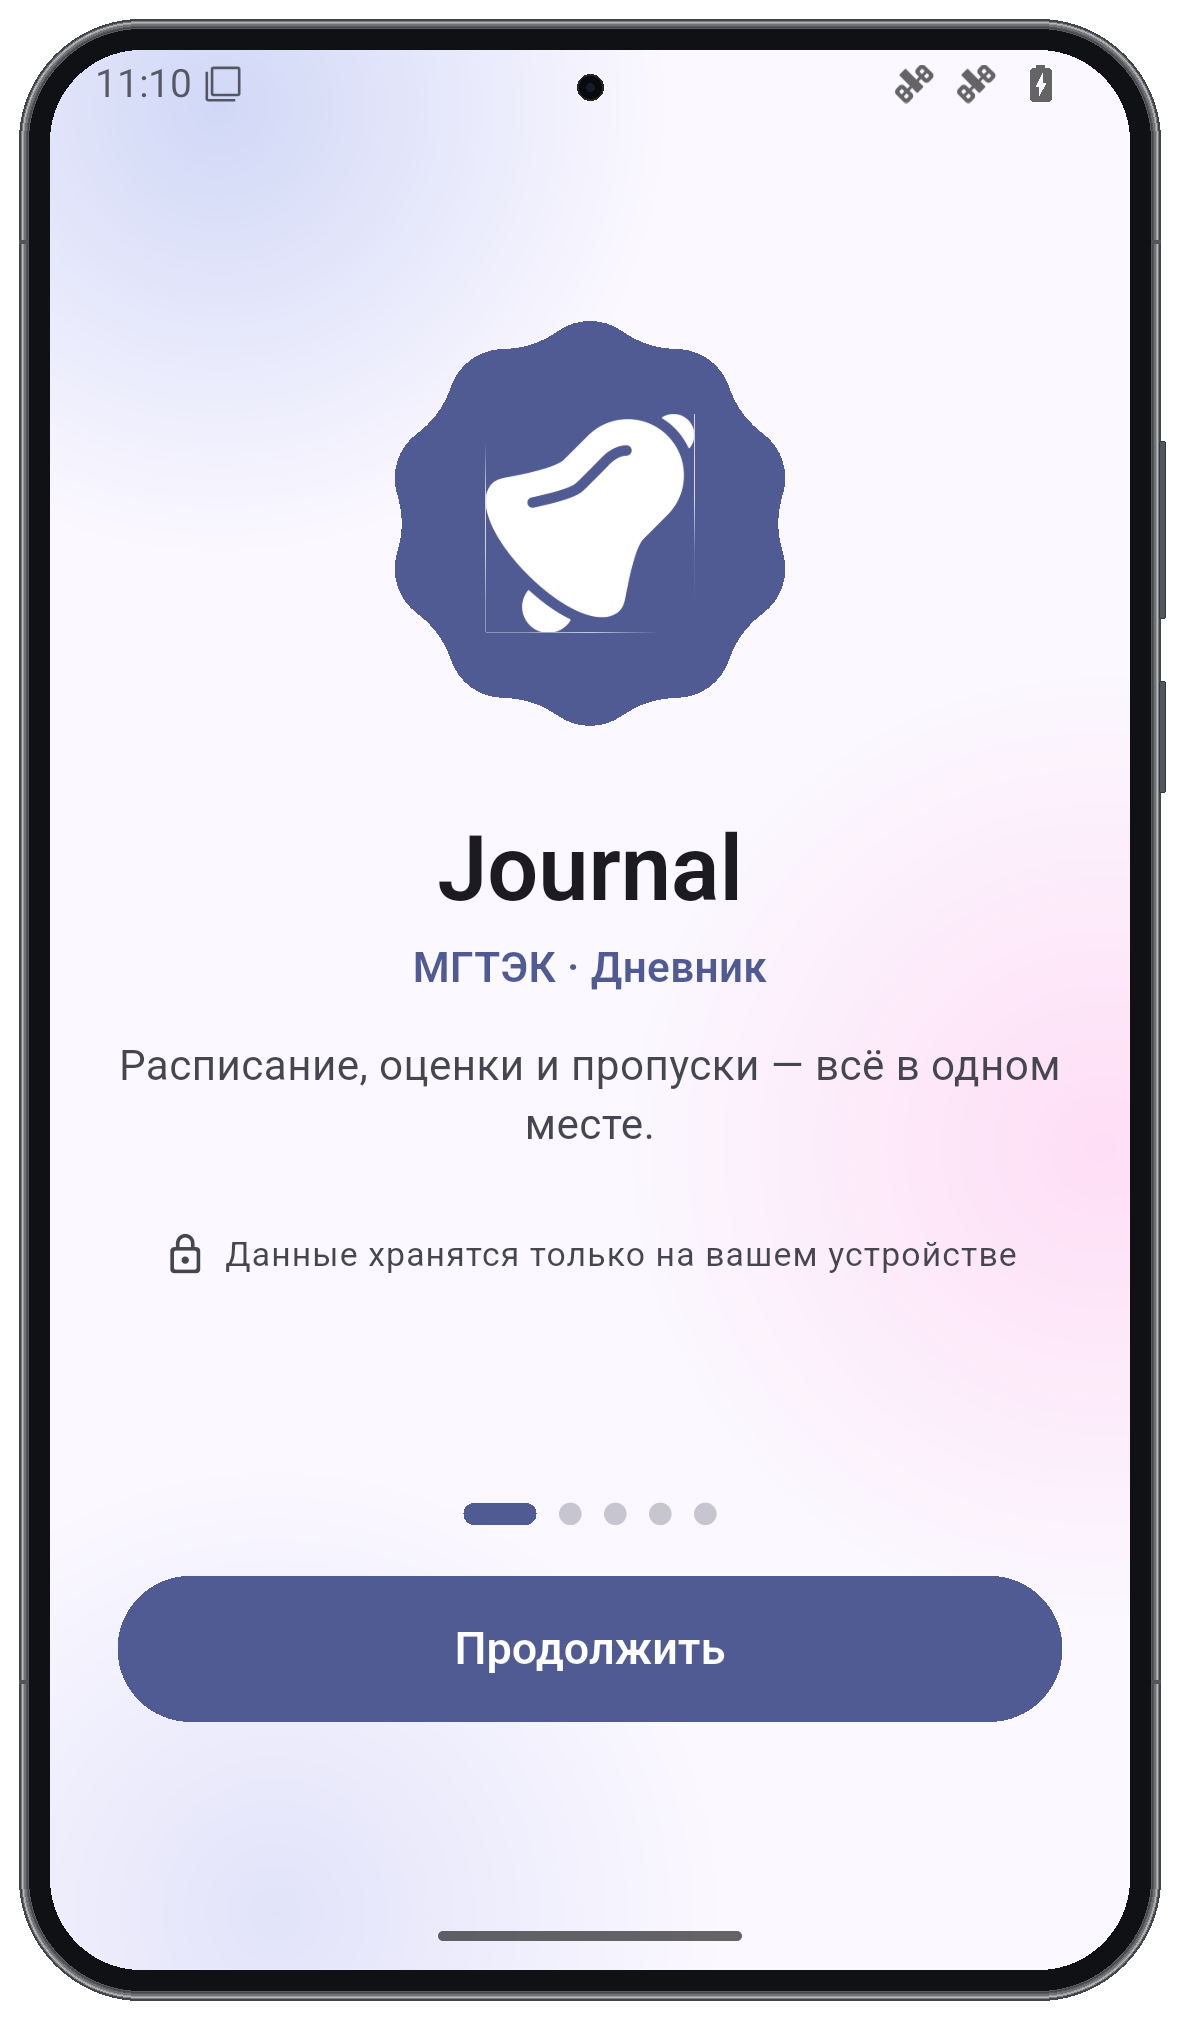 11:10
Journal
МГТЭК · Дневник
Расписание, оценки и пропуски — всё в одном
месте.
Данные хранятся только на вашем устройстве
Продолжить